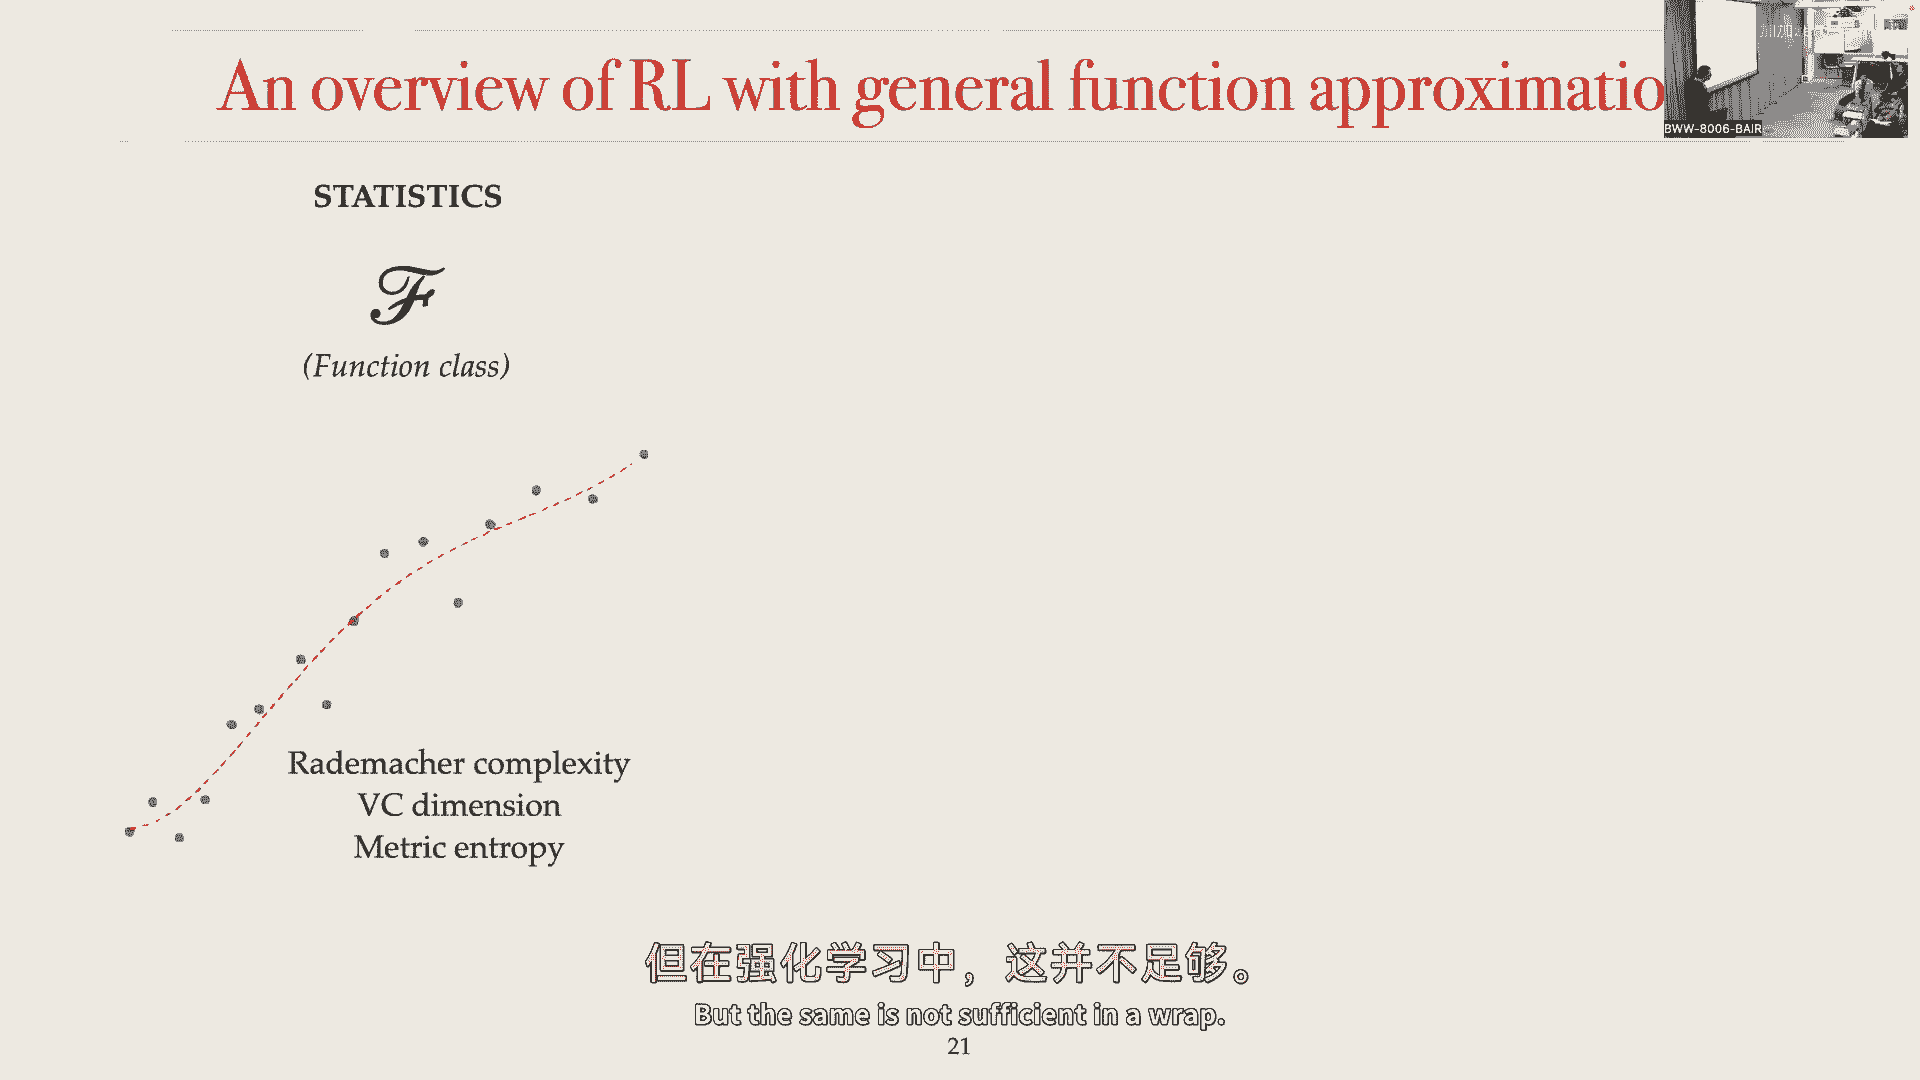 An overview of RL with general function approximatio
BWW-8006-BAIR
STATISTICS
ℱ
(Function class)
Rademacher complexity
VC dimension
Metric entropy
但在强化学习中，这并不足够。
But the same is not sufficient in a wrap.
21